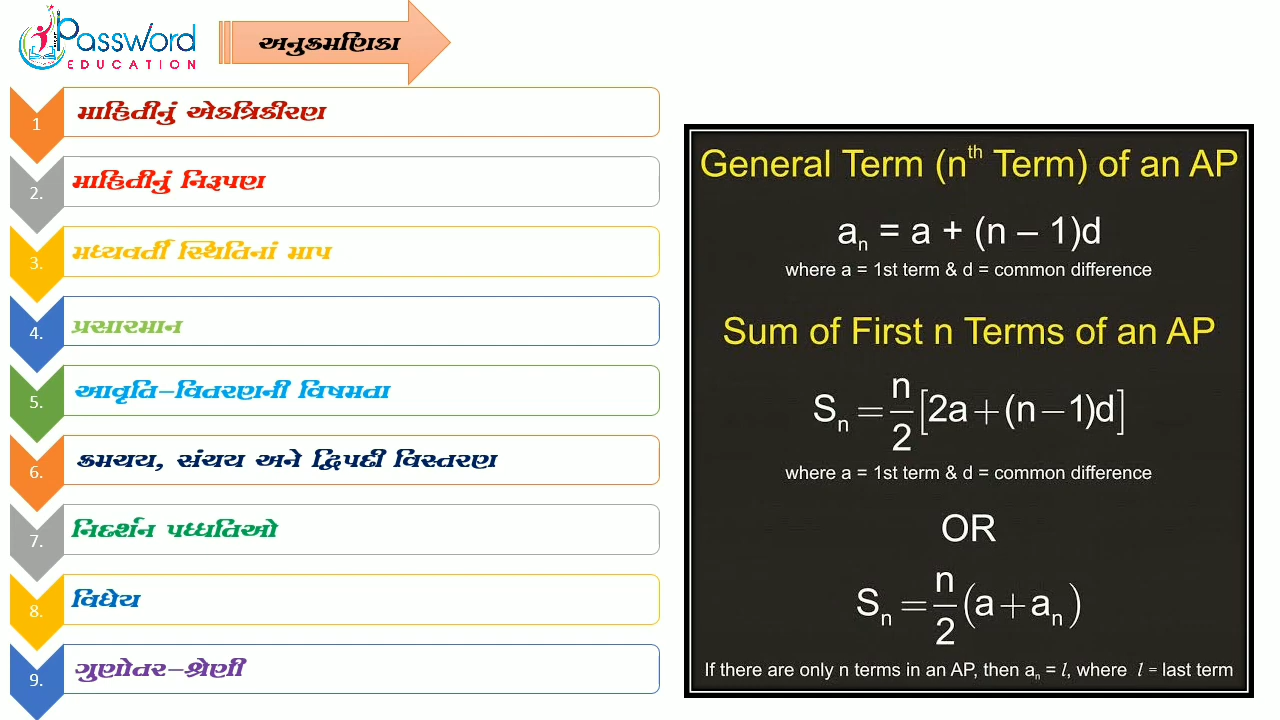 Password
EDUCATION
અનુક્રમણિકા
1 માહિતીનું એકત્રિકીરણ
2. માહિતીનું નિરૂપણ
3. મધ્યવર્તી સ્થિતિનાં માપ
4. પ્રસારમાન
5. આવૃતિ-વિતરણની વિષમતા
6. ક્રમચય, સંચય અને દ્વિપદી વિસ્તરણ
7. નિદર્શન પધ્ધતિઓ
8. વિધેય
9. ગુણોતર-શ્રેણી
General Term (nth Term) of an AP
an = a + (n – 1)d
where a = 1st term & d = common difference
Sum of First n Terms of an AP
Sn = n/2 [2a + (n – 1)d]
where a = 1st term & d = common difference
OR
Sn = n/2 (a + an)
If there are only n terms in an AP, then an = l, where l = last term